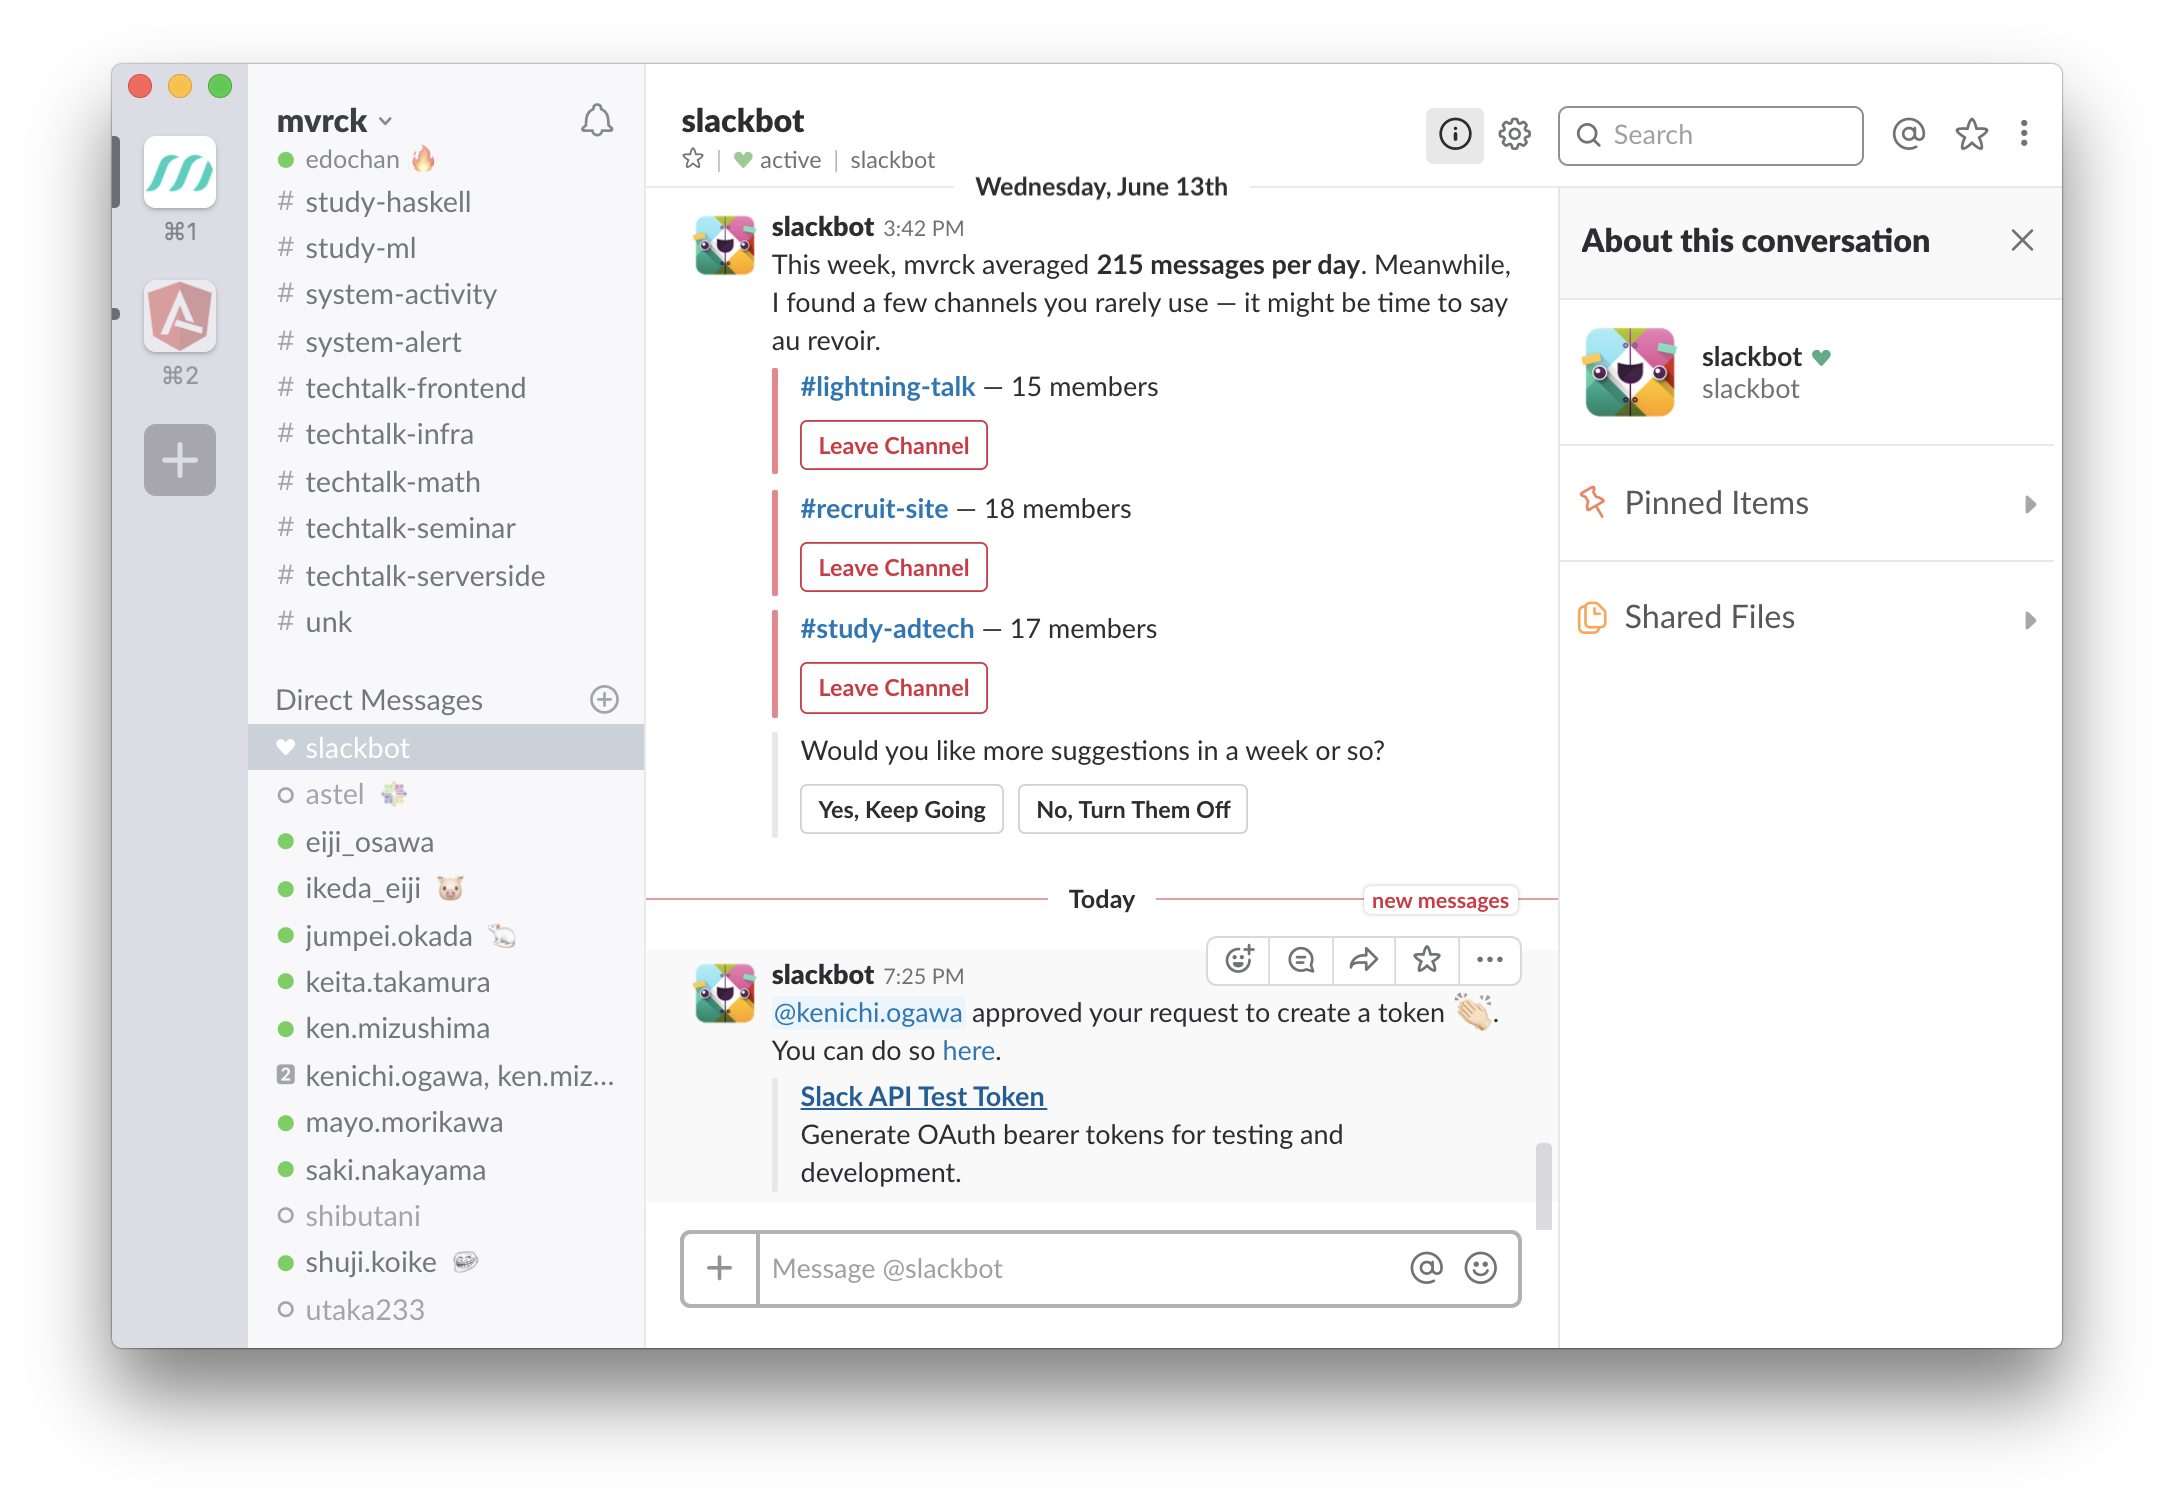 ⌘1
⌘2
mvrck
edochan
# study-haskell
# study-ml
# system-activity
# system-alert
# techtalk-frontend
# techtalk-infra
# techtalk-math
# techtalk-seminar
# techtalk-serverside
# unk
Direct Messages
slackbot
astel
eiji_osawa
ikeda_eiji
jumpei.okada
keita.takamura
ken.mizushima
2 kenichi.ogawa, ken.miz...
mayo.morikawa
saki.nakayama
shibutani
shuji.koike
utaka233
slackbot
active | slackbot
Search
Wednesday, June 13th
slackbot 3:42 PM
This week, mvrck averaged 215 messages per day. Meanwhile,
I found a few channels you rarely use — it might be time to say
au revoir.
#lightning-talk — 15 members
Leave Channel
#recruit-site — 18 members
Leave Channel
#study-adtech — 17 members
Leave Channel
Would you like more suggestions in a week or so?
Yes, Keep Going No, Turn Them Off
Today new messages
slackbot 7:25 PM
@kenichi.ogawa approved your request to create a token 👏.
You can do so here.
Slack API Test Token
Generate OAuth bearer tokens for testing and
development.
Message @slackbot
About this conversation
slackbot
slackbot
Pinned Items
Shared Files